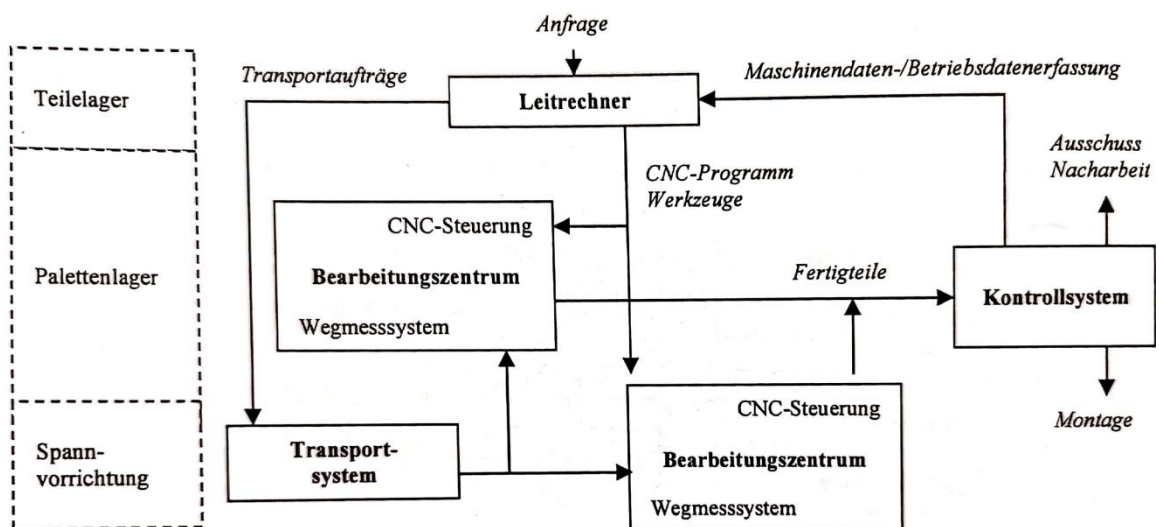 Anfrage
Transportaufträge
Maschinendaten-/Betriebsdatenerfassung
Teilelager
Leitrechner
Ausschuss
Nacharbeit
CNC-Programm
Werkzeuge
CNC-Steuerung
Palettenlager
Bearbeitungszentrum
Fertigteile
Kontrollsystem
Wegmesssystem
CNC-Steuerung
Montage
Spann-
vorrichtung
Transport-
system
Bearbeitungszentrum
Wegmesssystem